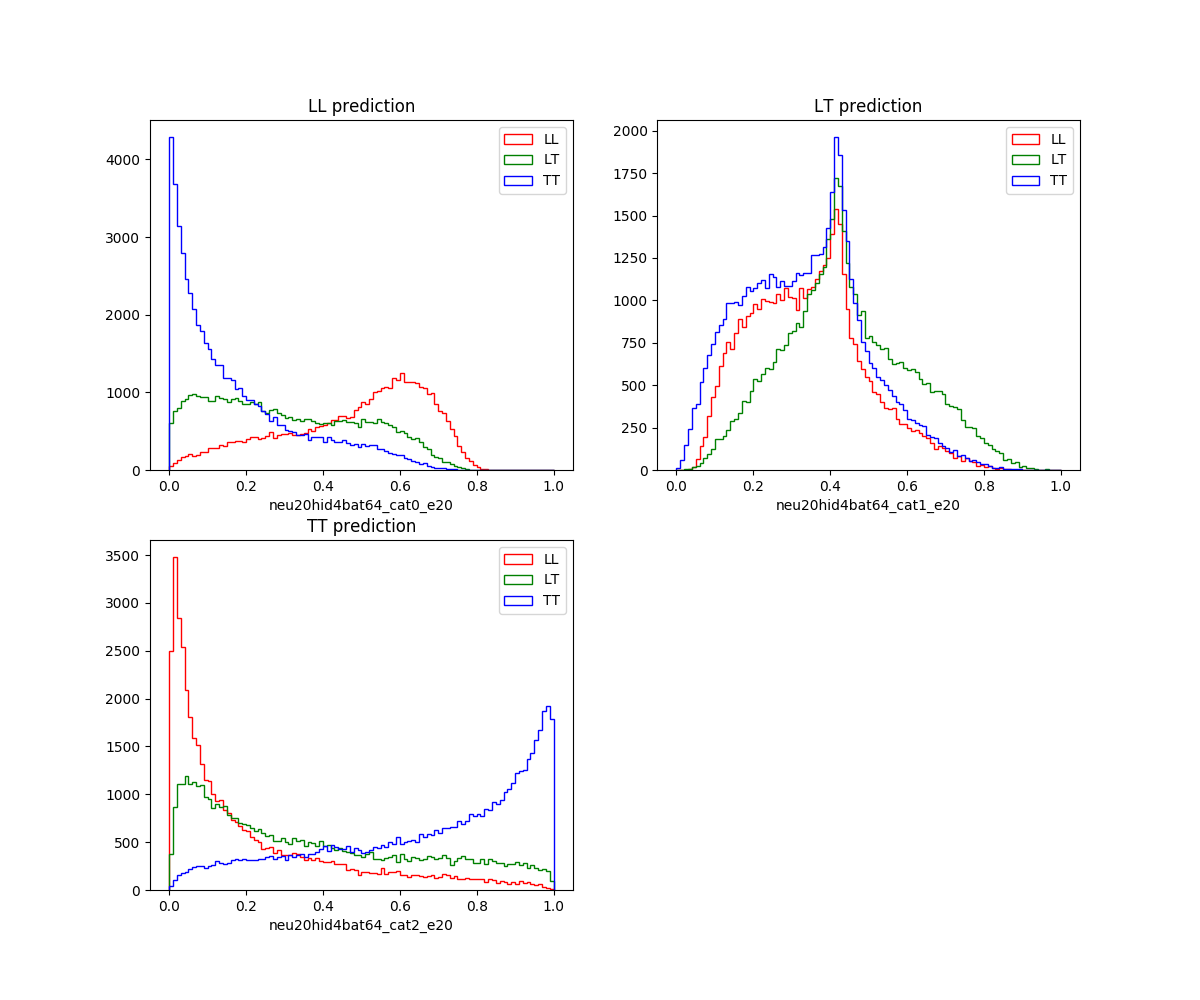 LL prediction
4000
3000
2000
1000
0
0.0 0.2 0.4 0.6 0.8 1.0
neu20hid4bat64_cat0_e20
LL
LT
TT
LT prediction
2000
1750
1500
1250
1000
750
500
250
0
0.0 0.2 0.4 0.6 0.8 1.0
neu20hid4bat64_cat1_e20
LL
LT
TT
TT prediction
3500
3000
2500
2000
1500
1000
500
0
0.0 0.2 0.4 0.6 0.8 1.0
neu20hid4bat64_cat2_e20
LL
LT
TT